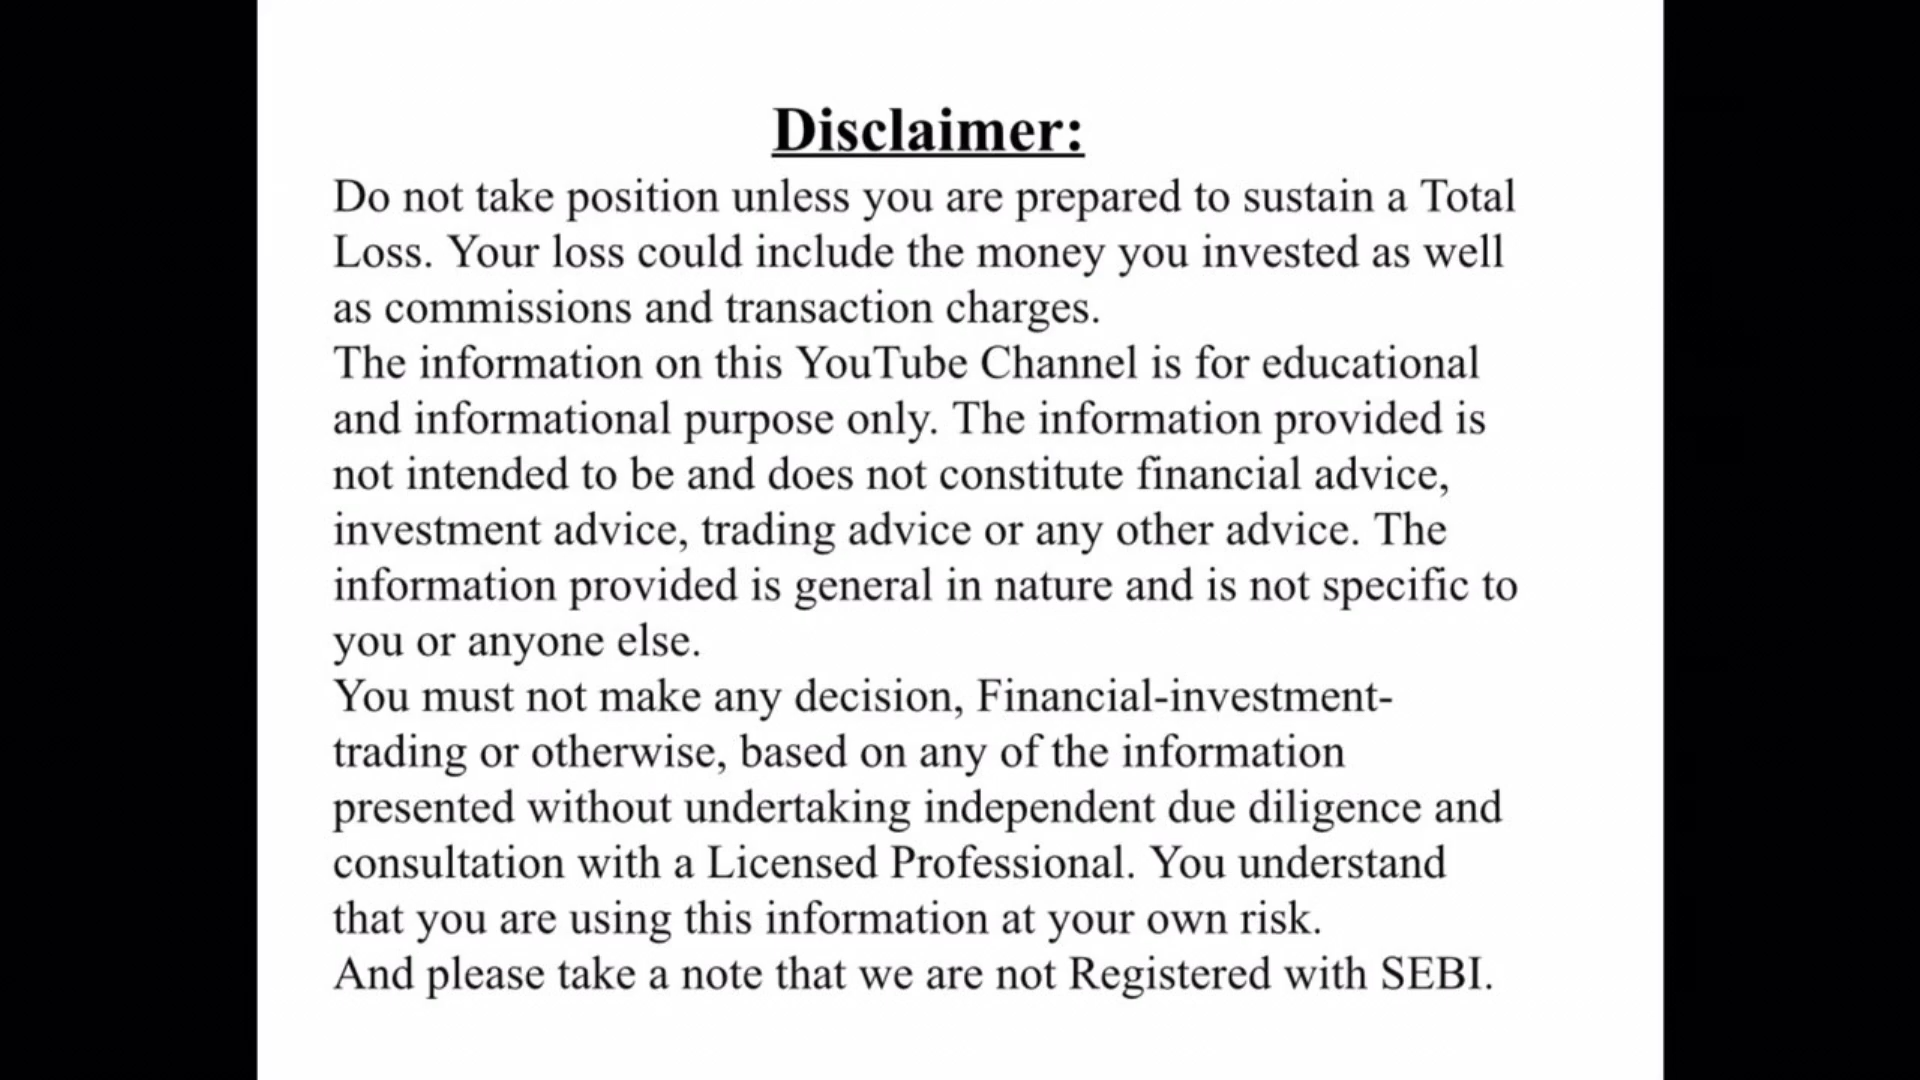 Disclaimer:
Do not take position unless you are prepared to sustain a Total
Loss. Your loss could include the money you invested as well
as commissions and transaction charges.
The information on this YouTube Channel is for educational
and informational purpose only. The information provided is
not intended to be and does not constitute financial advice,
investment advice, trading advice or any other advice. The
information provided is general in nature and is not specific to
you or anyone else.
You must not make any decision, Financial-investment-
trading or otherwise, based on any of the information
presented without undertaking independent due diligence and
consultation with a Licensed Professional. You understand
that you are using this information at your own risk.
And please take a note that we are not Registered with SEBI.